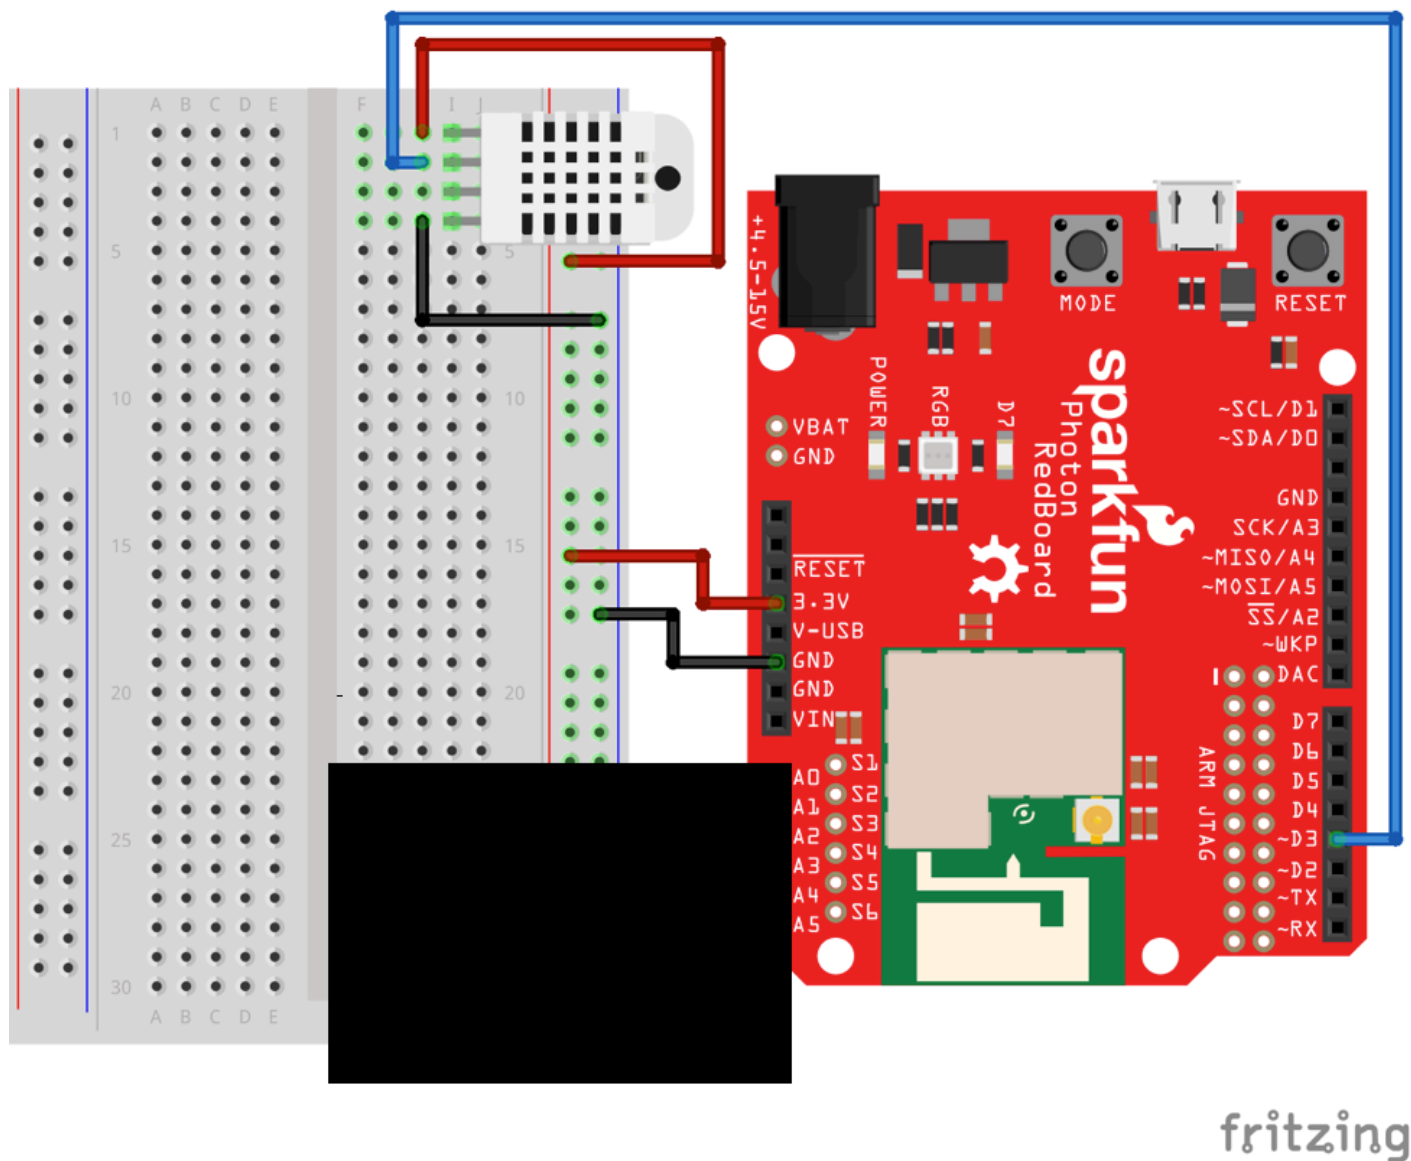 A B C D E
F I J
1
5
10
15
20
25
30
A B C D E
5
10
15
20
+4.5-15V
MODE
RESET
POWER
RGB
D7
sparkfun
Photon
RedBoard
VBAT
GND
RESET
3.3V
V-USB
GND
GND
VIN
A0
A1
A2
A3
A4
A5
S1
S2
S3
S4
S5
S6
~SCL/D1
~SDA/D0
GND
SCK/A3
~MISO/A4
~MOSI/A5
SS/A2
~WKP
DAC
D7
D6
D5
D4
~D3
~D2
~TX
~RX
ARM JTAG
fritzing